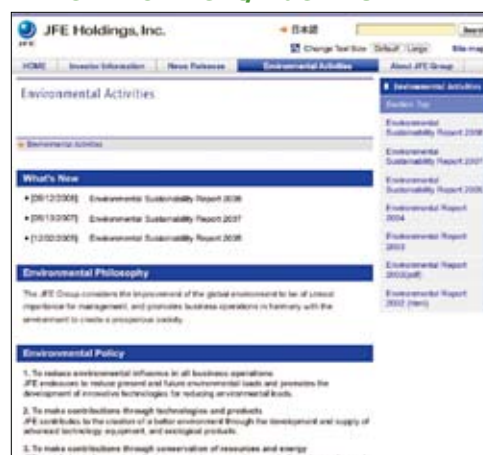 JFE Holdings, Inc.
日本語
Search
JFE
Change Text Size Default Large Site map
HOME Investor Information News Releases Environmental Activities About JFE Group
Environmental Activities
Environmental Activities
Environmental Activities
Section Top
Environmental
Sustainability Report 2008
Environmental
Sustainability Report 2007
Environmental
Sustainability Report
Environmental Report
2004
Environmental Report
2003
Environmental Report
Environmental Report
What's New
Environmental Sustainability Report 2008
Environmental Sustainability Report 2007
Environmental Sustainability Report
Environmental Philosophy
The JFE Group considers the improvement of the global environment to be of utmost
importance for management, and promotes business operations in harmony with the
environment to create a prosperous society.
Environmental Policy
1. To reduce environmental influence in all business operations
JFE endeavors to reduce present and future environmental loads and promotes the
development of innovative technologies for reducing environmental loads.
2. To make contributions through technologies and products
JFE contributes to the creation of a better environment through the development and supply of
advanced technology, equipment, and ecological products.
3. To make contributions through conservation of resources and energy